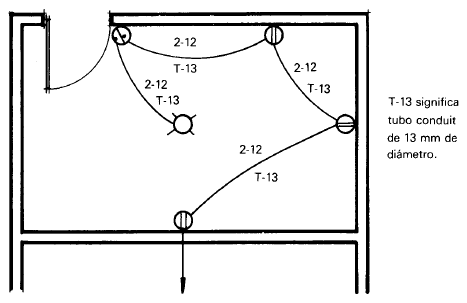 2-12
T-13
2-12
T-13
2-12
T-13
2-12
T-13
T-13 significa
tubo conduit
de 13 mm de
diámetro.